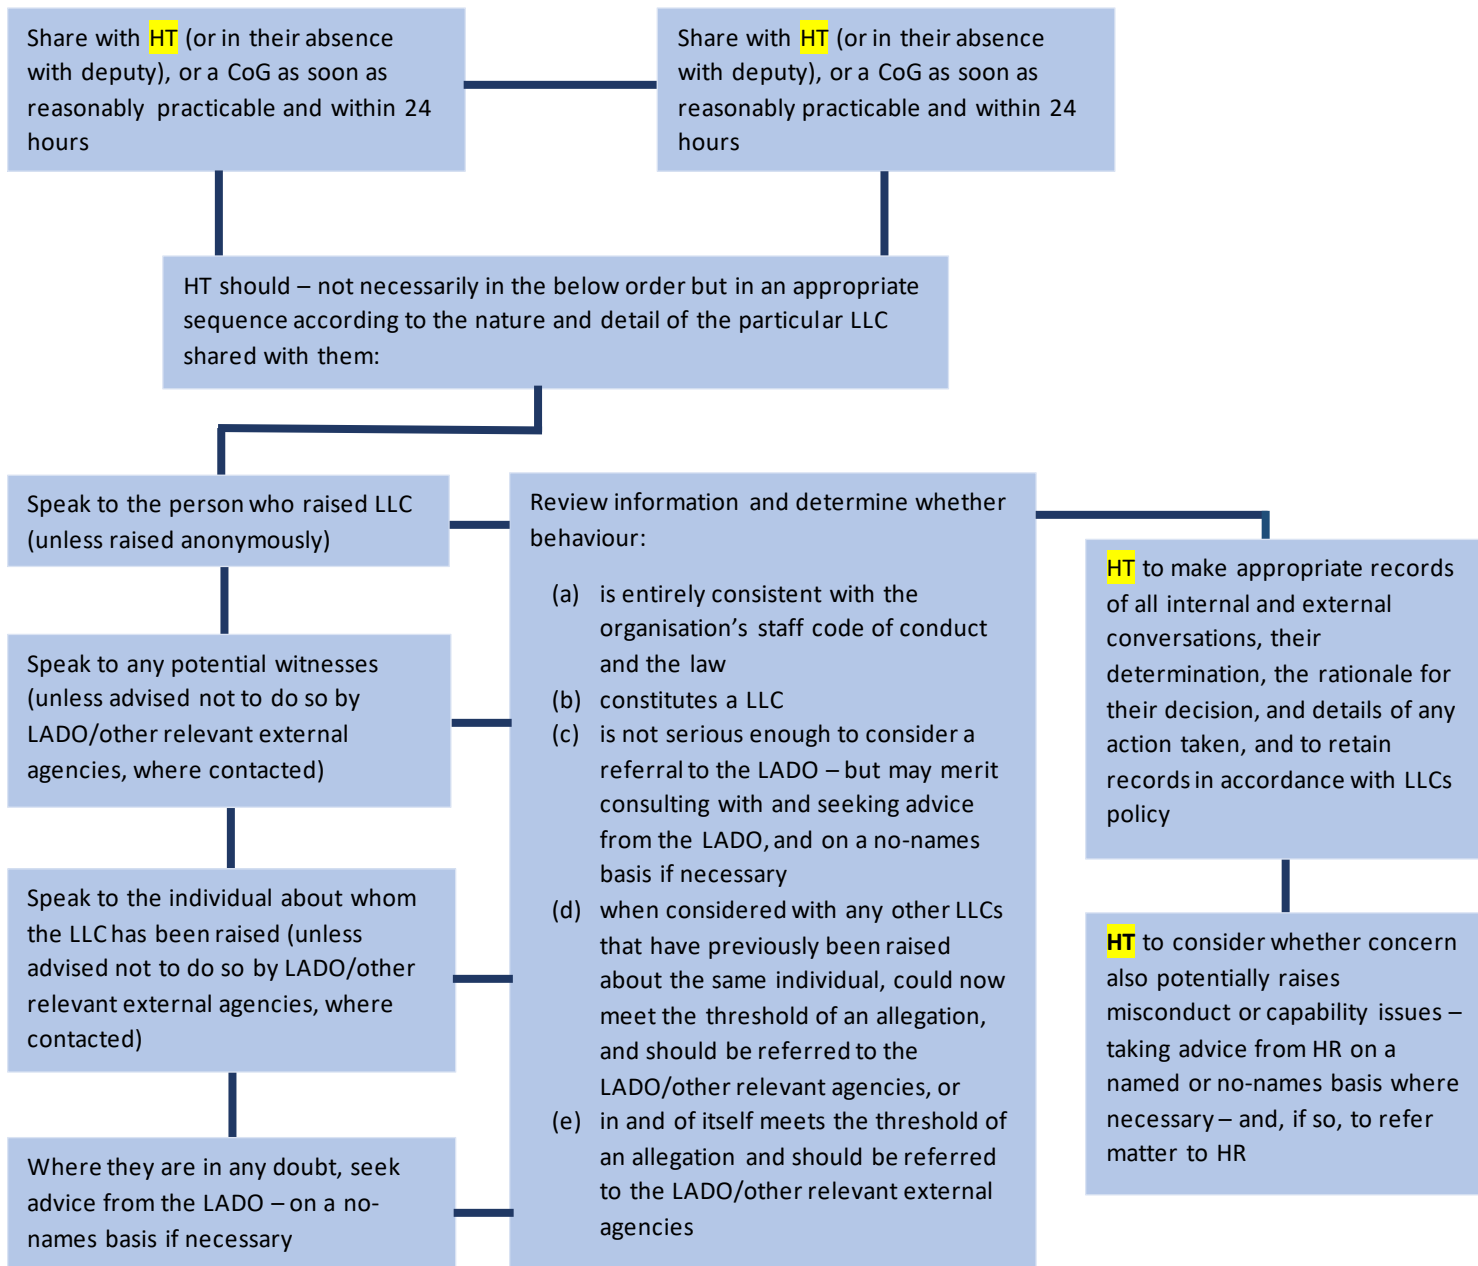 Share with HT (or in their absence
with deputy), or a CoG as soon as
reasonably practicable and within 24
hours
Share with HT (or in their absence
with deputy), or a CoG as soon as
reasonably practicable and within 24
hours
HT should – not necessarily in the below order but in an appropriate
sequence according to the nature and detail of the particular LLC
shared with them:
Speak to the person who raised LLC
(unless raised anonymously)
Speak to any potential witnesses
(unless advised not to do so by
LADO/other relevant external
agencies, where contacted)
Speak to the individual about whom
the LLC has been raised (unless
advised not to do so by LADO/other
relevant external agencies, where
contacted)
Where they are in any doubt, seek
advice from the LADO – on a no-
names basis if necessary
Review information and determine whether
behaviour:
(a) is entirely consistent with the
organisation’s staff code of conduct
and the law
(b) constitutes a LLC
(c) is not serious enough to consider a
referral to the LADO – but may merit
consulting with and seeking advice
from the LADO, and on a no-names
basis if necessary
(d) when considered with any other LLCs
that have previously been raised
about the same individual, could now
meet the threshold of an allegation,
and should be referred to the
LADO/other relevant agencies, or
(e) in and of itself meets the threshold of
an allegation and should be referred
to the LADO/other relevant external
agencies
HT to make appropriate records
of all internal and external
conversations, their
determination, the rationale for
their decision, and details of any
action taken, and to retain
records in accordance with LLCs
policy
HT to consider whether concern
also potentially raises
misconduct or capability issues –
taking advice from HR on a
named or no-names basis where
necessary – and, if so, to refer
matter to HR